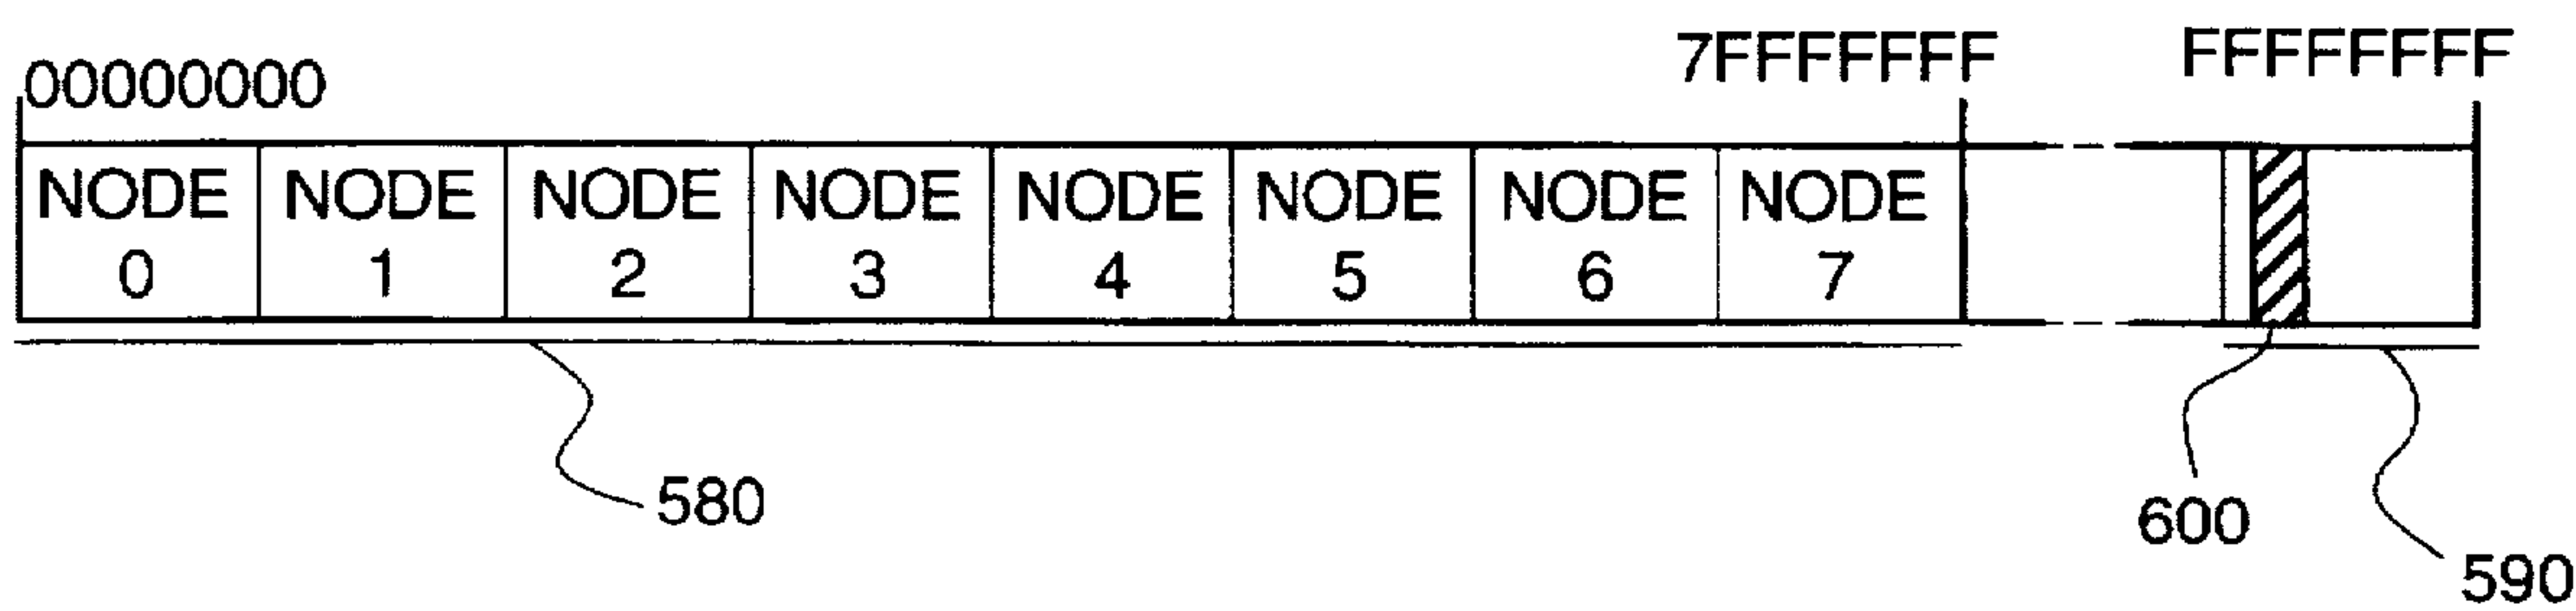 00000000 7FFFFFFF FFFFFFFF
NODE NODE NODE NODE NODE NODE NODE NODE
0 1 2 3 4 5 6 7
580
600
590